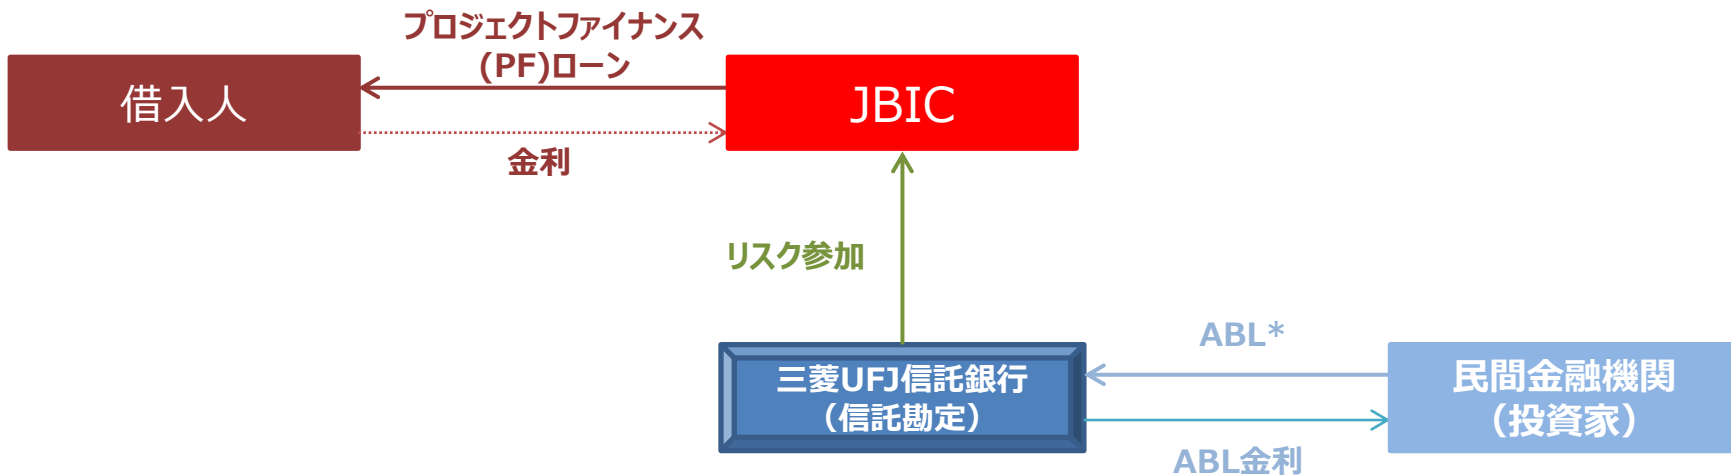 プロジェクトファイナンス
(PF)ローン
借入人
JBIC
金利
リスク参加
ABL*
三菱UFJ信託銀行
（信託勘定）
民間金融機関
（投資家）
ABL金利